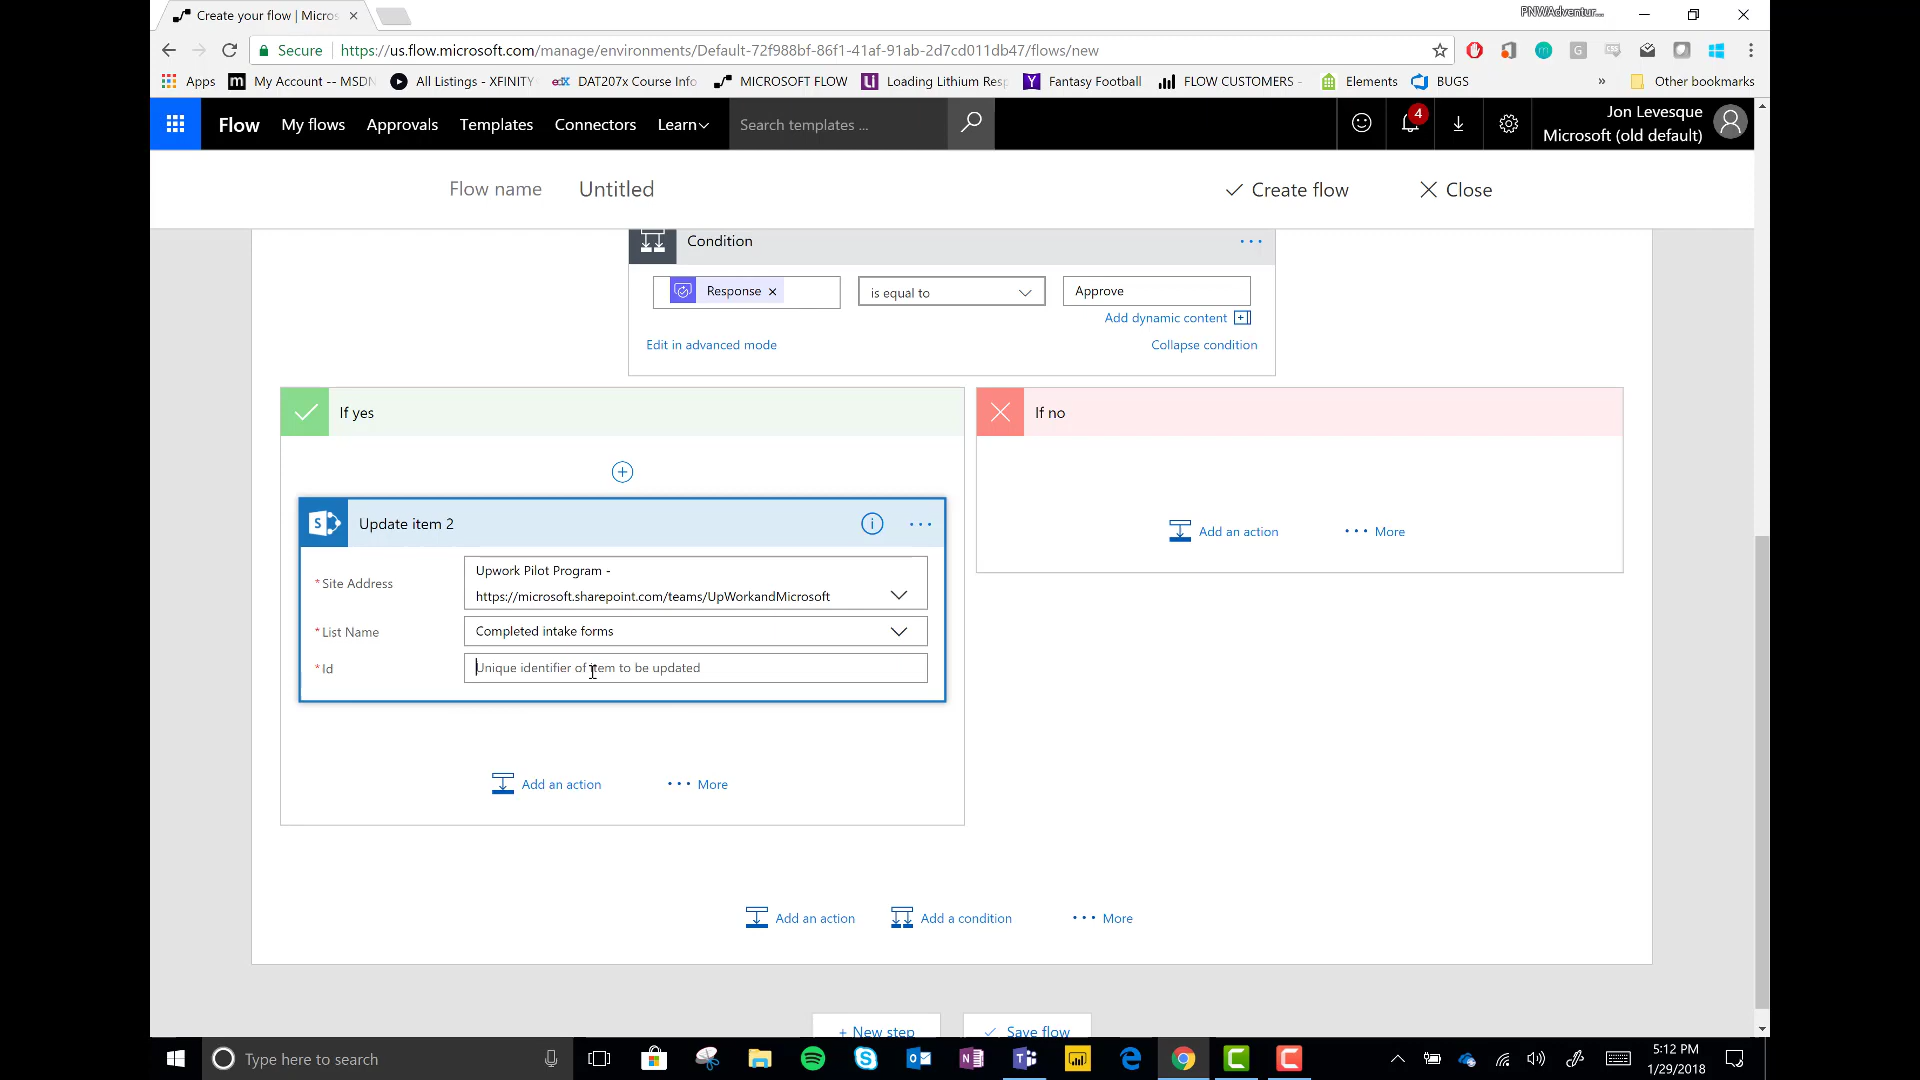 Create your flow | Micros
PNWAdventur...
Secure
https://us.flow.microsoft.com/manage/environments/Default-72f988bf-86f1-41af-91ab-2d7cd011db47/flows/new
Apps
My Account -- MSDN
All Listings - XFINITY
DAT207x Course Info
MICROSOFT FLOW
Loading Lithium Resp
Fantasy Football
FLOW CUSTOMERS -
Elements
BUGS
»
Other bookmarks
Flow
My flows
Approvals
Templates
Connectors
Learn
Search templates ...
4
Jon Levesque
Microsoft (old default)
Flow name
Untitled
Create flow
Close
Condition
Response
is equal to
Approve
Add dynamic content
Edit in advanced mode
Collapse condition
If yes
If no
Update item 2
Add an action
More
* Site Address
Upwork Pilot Program -
https://microsoft.sharepoint.com/teams/UpWorkandMicrosoft
* List Name
Completed intake forms
* Id
Unique identifier of item to be updated
Add an action
More
Add an action
Add a condition
More
+ New step
Save flow
Type here to search
5:12 PM
1/29/2018